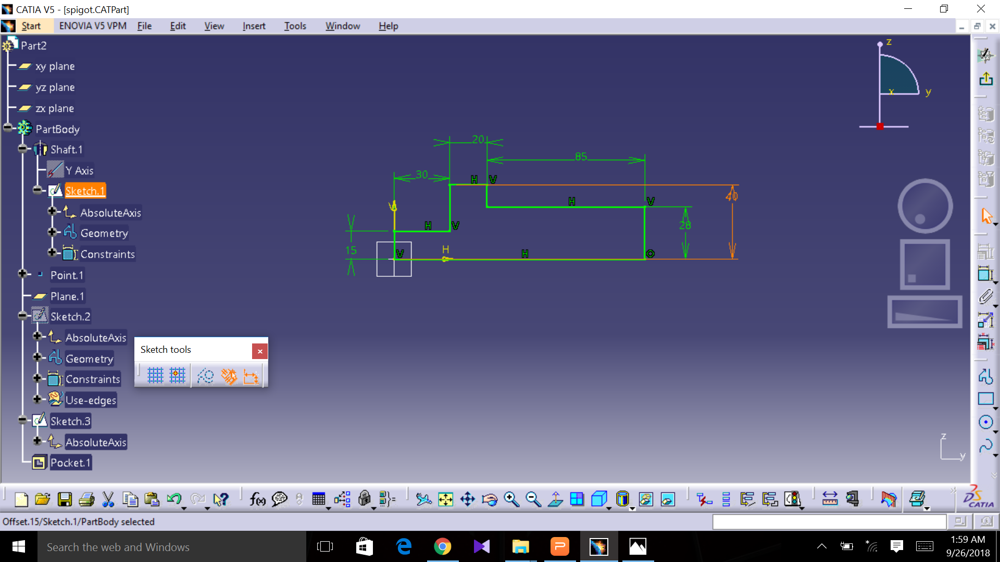 CATIA V5 - [spigot.CATPart]
Start ENOVIA V5 VPM File Edit View Insert Tools Window Help
Part2
xy plane
yz plane
zx plane
PartBody
Shaft.1
Y Axis
Sketch.1
AbsoluteAxis
Geometry
Constraints
Point.1
Plane.1
Sketch.2
AbsoluteAxis
Geometry
Constraints
Use-edges
Sketch.3
AbsoluteAxis
Pocket.1
Sketch tools
z
x
y
20
85
30
H V
40
H V
V
H V
28
15
V H H
z
y
f(x)
DS
CATIA
Offset.15/Sketch.1/PartBody selected
Search the web and Windows
1:59 AM
9/26/2018